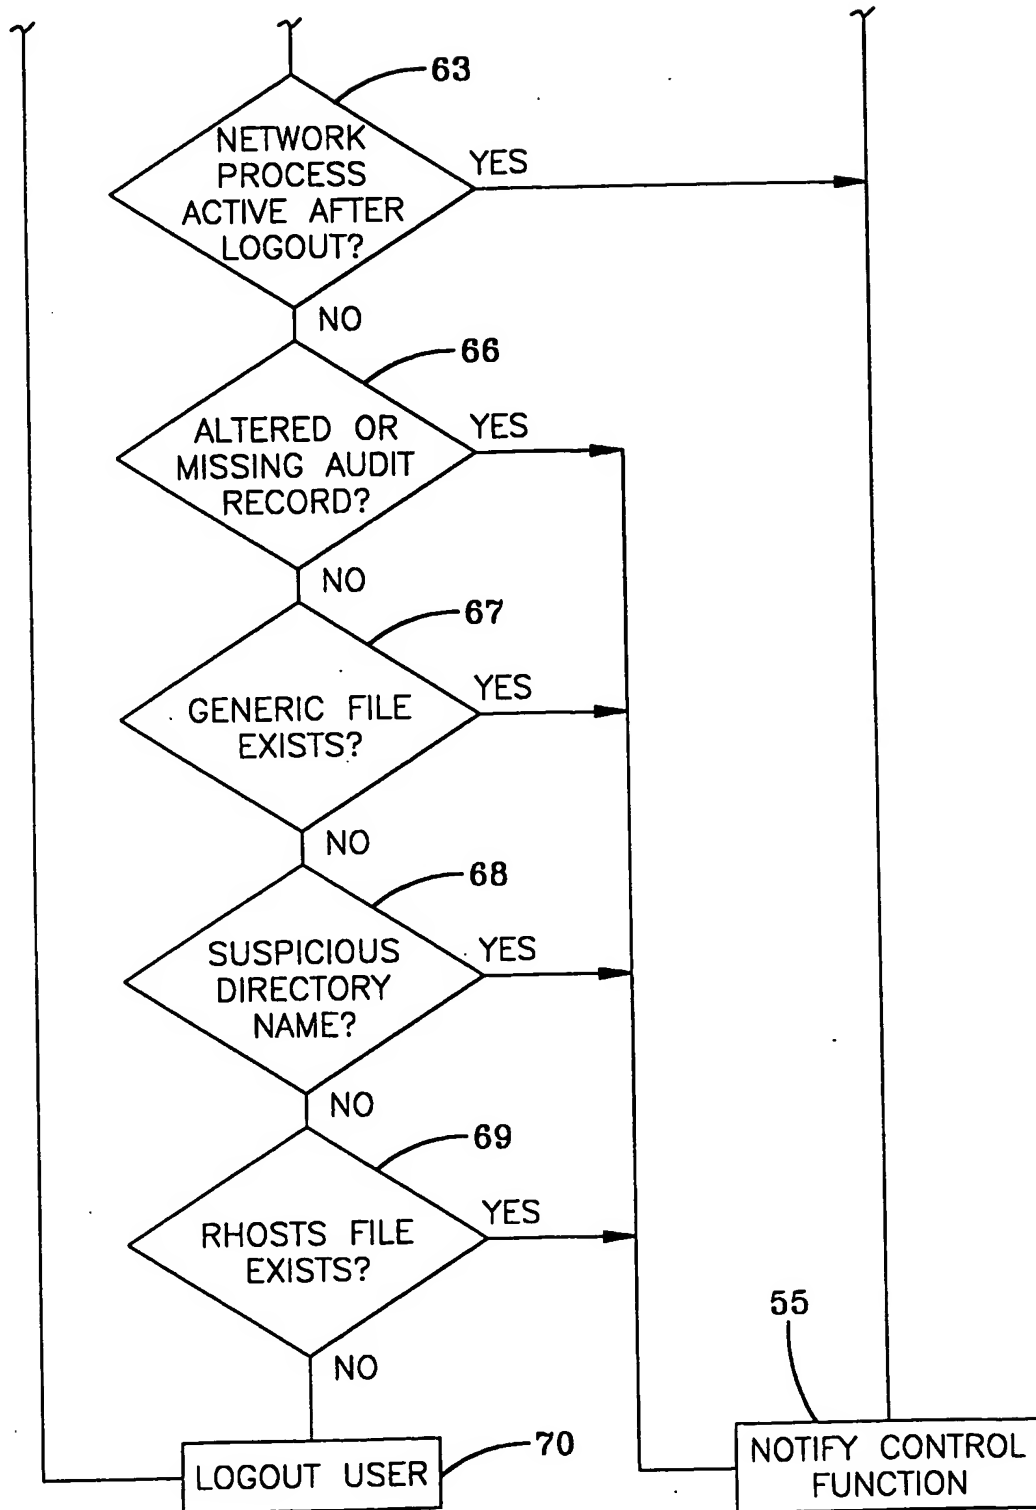 63
NETWORK
PROCESS
ACTIVE AFTER
LOGOUT?
YES
NO
66
ALTERED OR
MISSING AUDIT
RECORD?
YES
NO
67
GENERIC FILE
EXISTS?
YES
NO
68
SUSPICIOUS
DIRECTORY
NAME?
YES
NO
69
RHOSTS FILE
EXISTS?
YES
NO
55
LOGOUT USER
70
NOTIFY CONTROL
FUNCTION